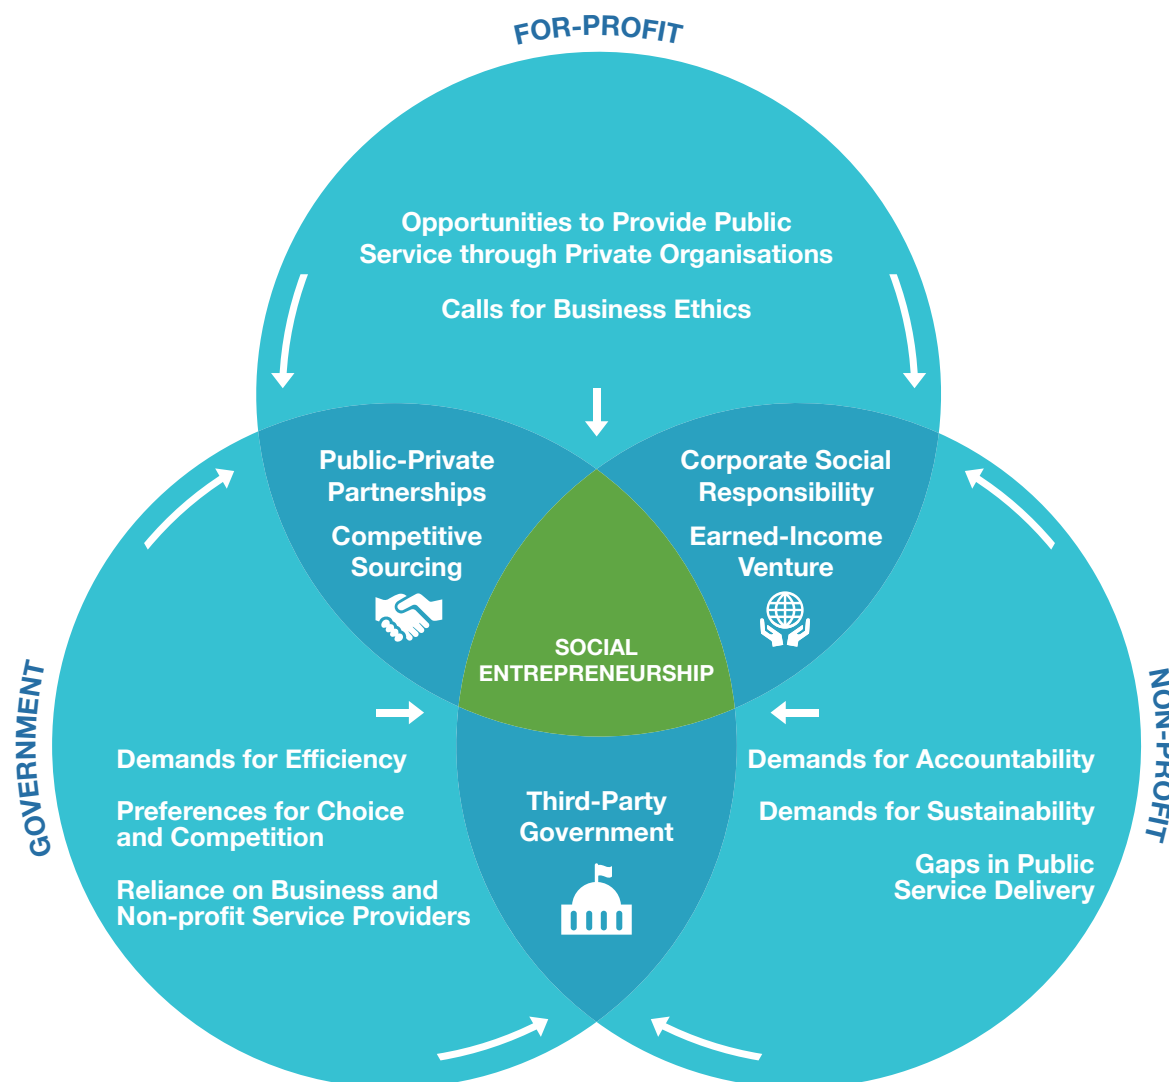 FOR-PROFIT
Opportunities to Provide Public
Service through Private Organisations
Calls for Business Ethics
Public-Private
Partnerships
Competitive
Sourcing
Corporate Social
Responsibility
Earned-Income
Venture
SOCIAL
ENTREPRENEURSHIP
GOVERNMENT
Demands for Efficiency
Preferences for Choice
and Competition
Reliance on Business and
Non-profit Service Providers
Third-Party
Government
NON-PROFIT
Demands for Accountability
Demands for Sustainability
Gaps in Public
Service Delivery